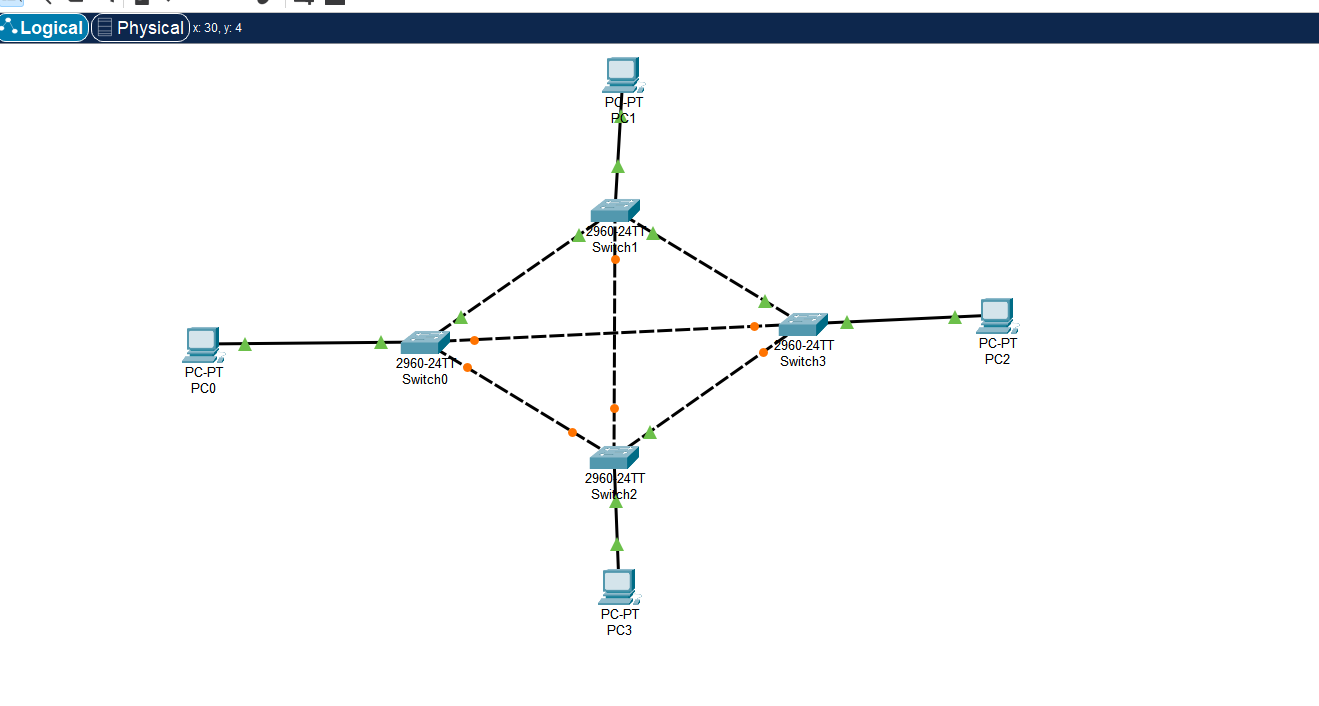 Logical Physical x: 30, y: 4
PC-PT
PC1
2960-24TT
Switch1
PC-PT
PC0
2960-24TT
Switch0
2960-24TT
Switch3
PC-PT
PC2
2960-24TT
Switch2
PC-PT
PC3